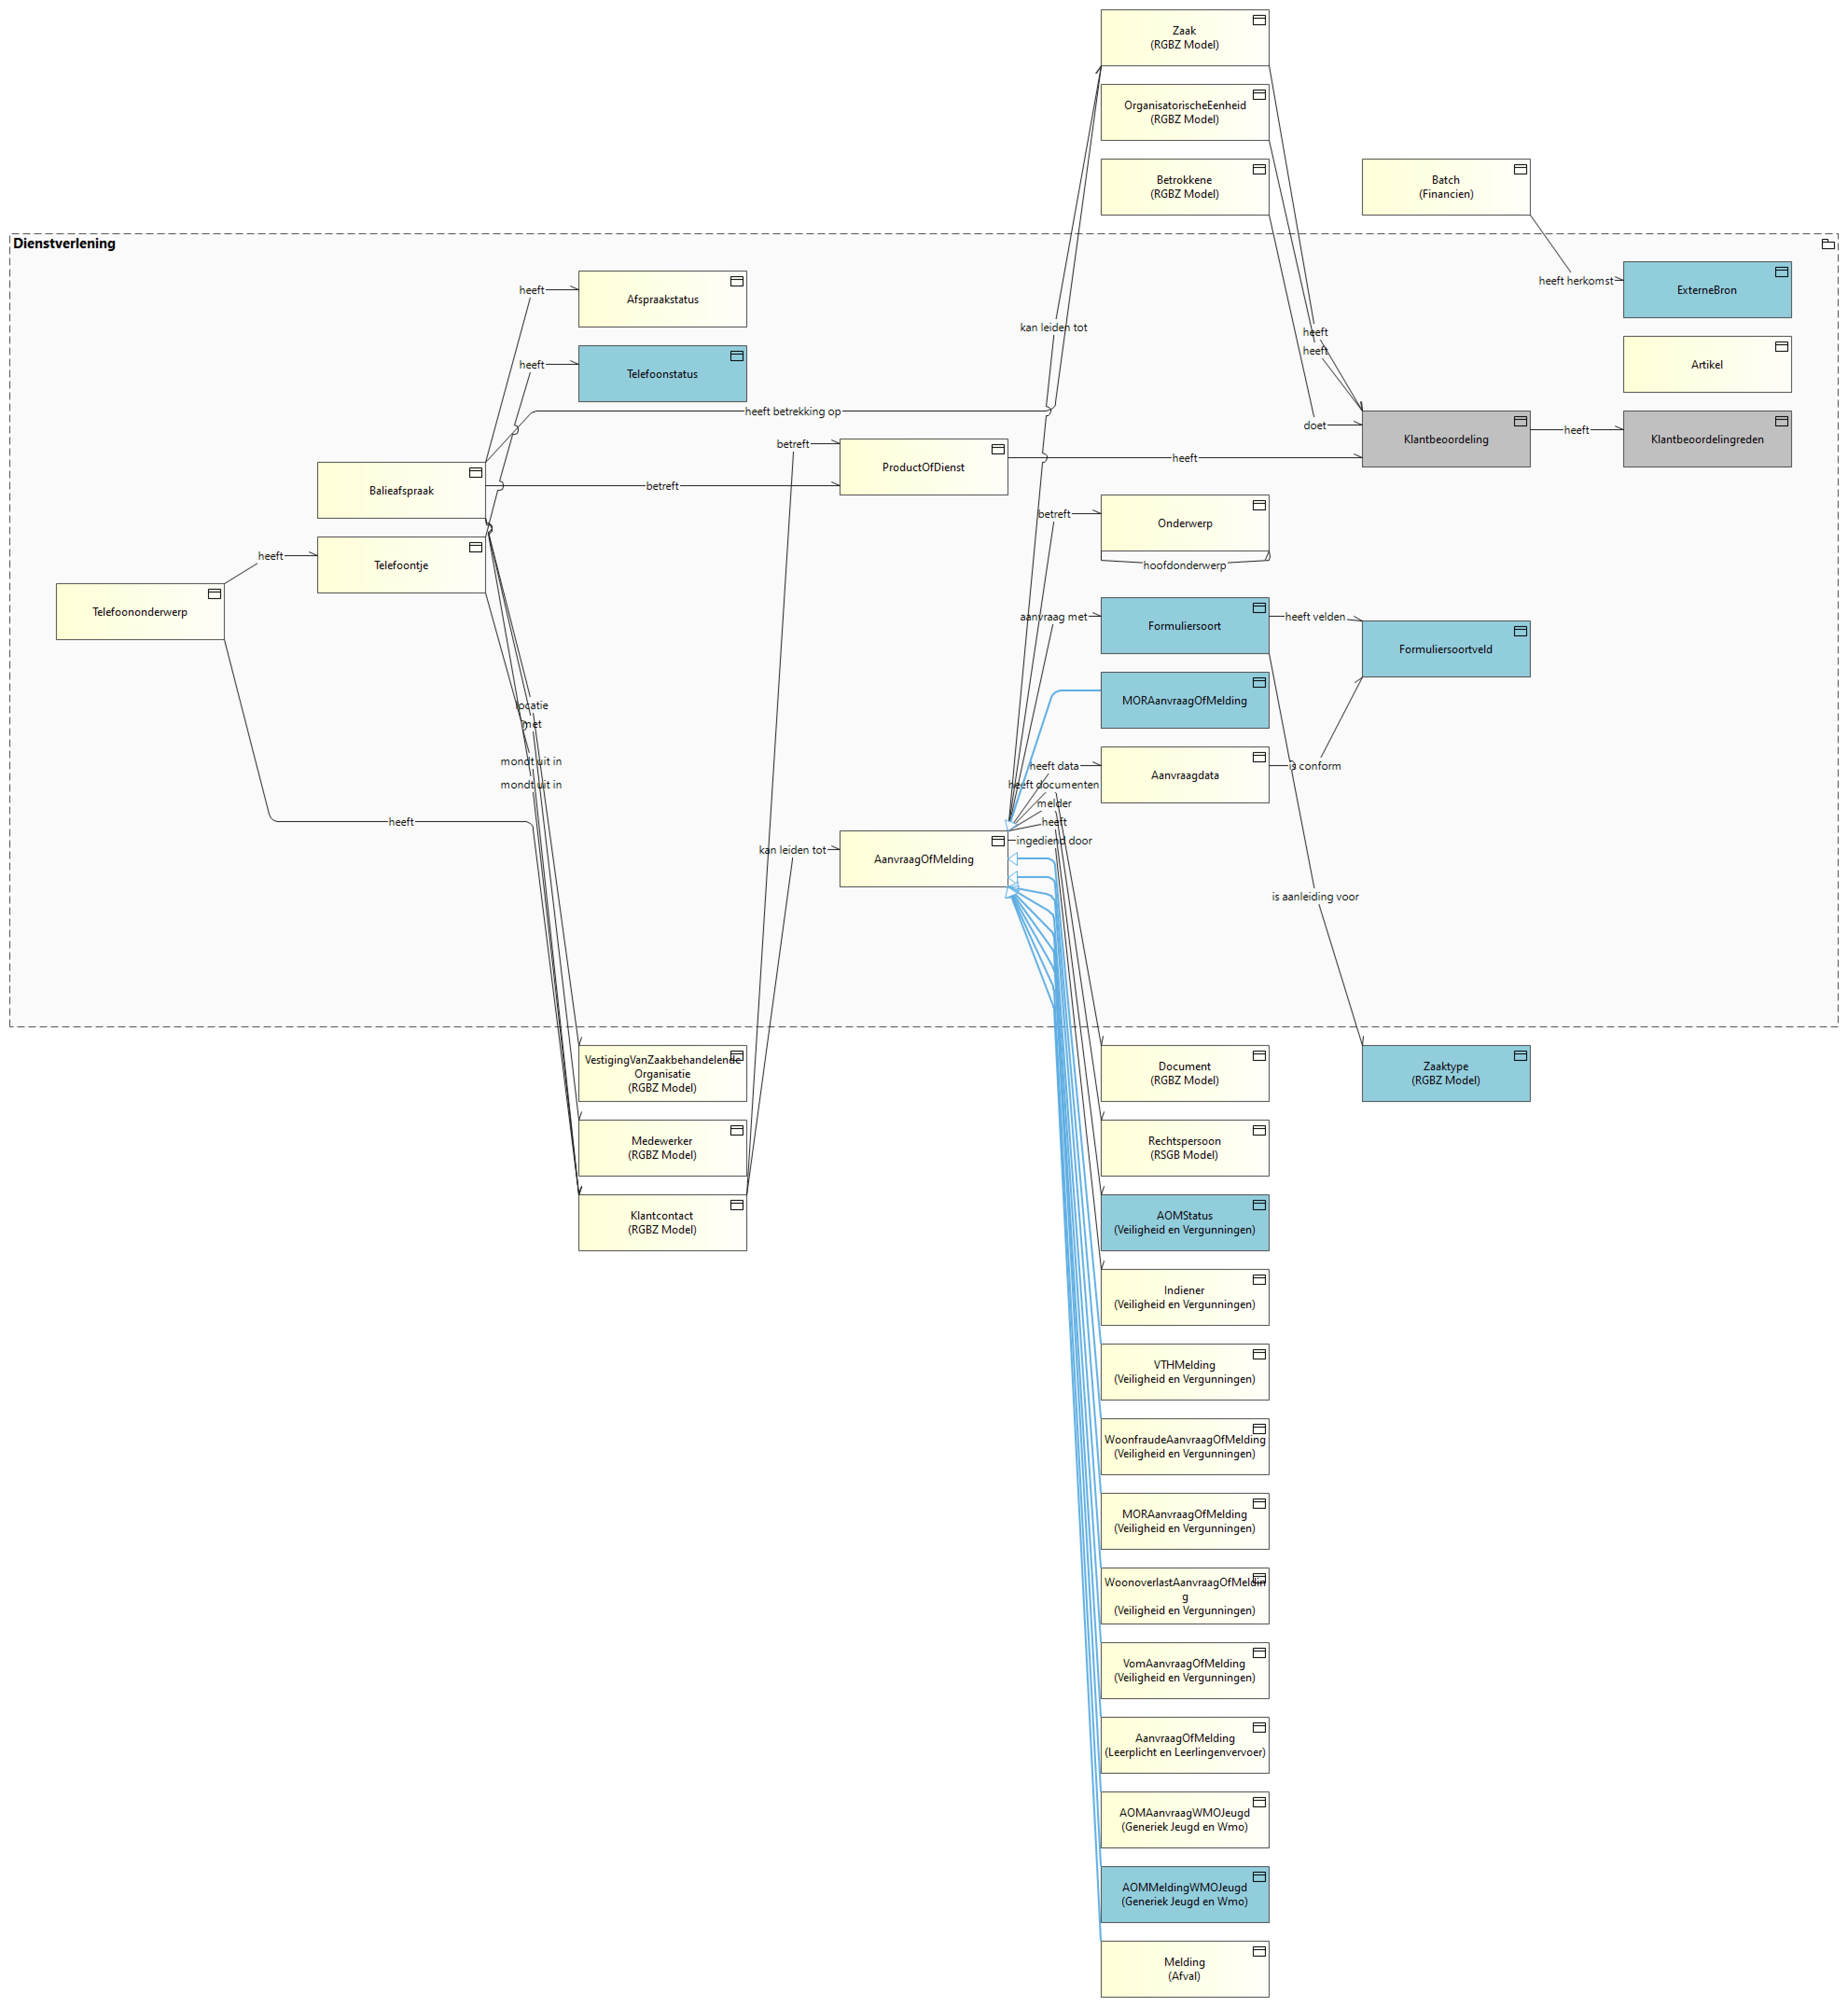 Zaak
(RGBZ Model)
OrganisatorischeEenheid
(RGBZ Model)
Betrokkene
(RGBZ Model)
Batch
(Financien)
Dienstverlening
heeft herkomst
ExterneBron
heeft
Afspraakstatus
kan leiden tot
heeft
heeft
Artikel
heeft
Telefoonstatus
heeft betrekking op
doet
Klantbeoordeling
heeft
Klantbeoordelingreden
betreft
ProductOfDienst
heeft
Balieafspraak
betreft
betreft
Onderwerp
hoofdonderwerp
heeft
Telefoontje
Telefoononderwerp
aanvraag met
Formuliersoort
heeft velden
Formuliersoortveld
MORAanvraagOfMelding
locatie
met
mondt uit in
mondt uit in
heeft data
Aanvraagdata
is conform
heeft documenten
melder
heeft
ingediend door
heeft
kan leiden tot
AanvraagOfMelding
is aanleiding voor
VestigingVanZaakbehandelende
Organisatie
(RGBZ Model)
Document
(RGBZ Model)
Zaaktype
(RGBZ Model)
Medewerker
(RGBZ Model)
Rechtspersoon
(RSGB Model)
Klantcontact
(RGBZ Model)
AOMStatus
(Veiligheid en Vergunningen)
Indiener
(Veiligheid en Vergunningen)
VTHMelding
(Veiligheid en Vergunningen)
WoonfraudeAanvraagOfMelding
(Veiligheid en Vergunningen)
MORAanvraagOfMelding
(Veiligheid en Vergunningen)
WoonoverlastAanvraagOfMeldin
g
(Veiligheid en Vergunningen)
VomAanvraagOfMelding
(Veiligheid en Vergunningen)
AanvraagOfMelding
(Leerplicht en Leerlingenvervoer)
AOMAanvraagWMOJeugd
(Generiek Jeugd en Wmo)
AOMMeldingWMOJeugd
(Generiek Jeugd en Wmo)
Melding
(Afval)